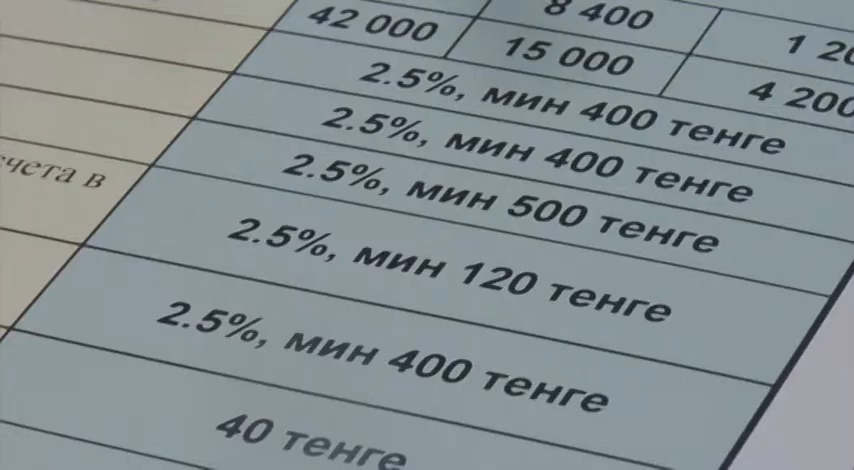 8 400
42 000 15 000 4 200
2.5%, мин 400 тенге
2.5%, мин 400 тенге
2.5%, мин 500 тенге
счета в
2.5%, мин 120 тенге
2.5%, мин 400 тенге
40 тенге